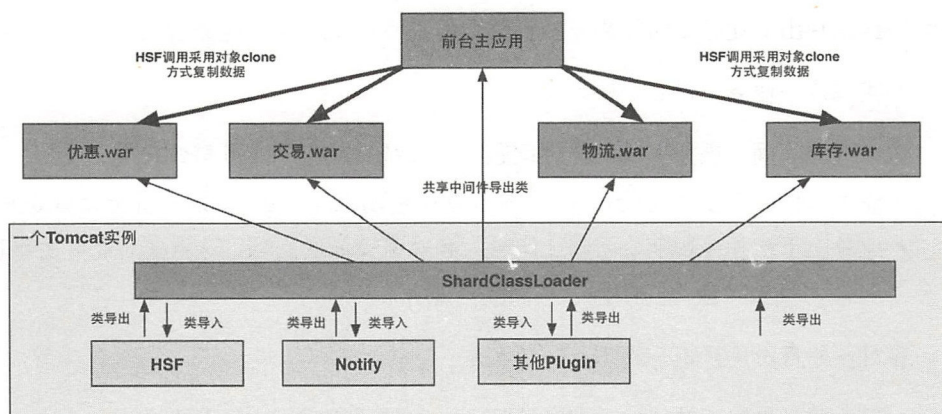 前台主应用
HSF调用采用对象clone
方式复制数据
HSF调用采用对象clone
方式复制数据
优惠.war
交易.war
物流.war
库存.war
共享中间件导出类
一个Tomcat实例
ShardClassLoader
类导出
类导入
类导出
类导入
类导入
类导出
类导出
HSF
Notify
其他Plugin